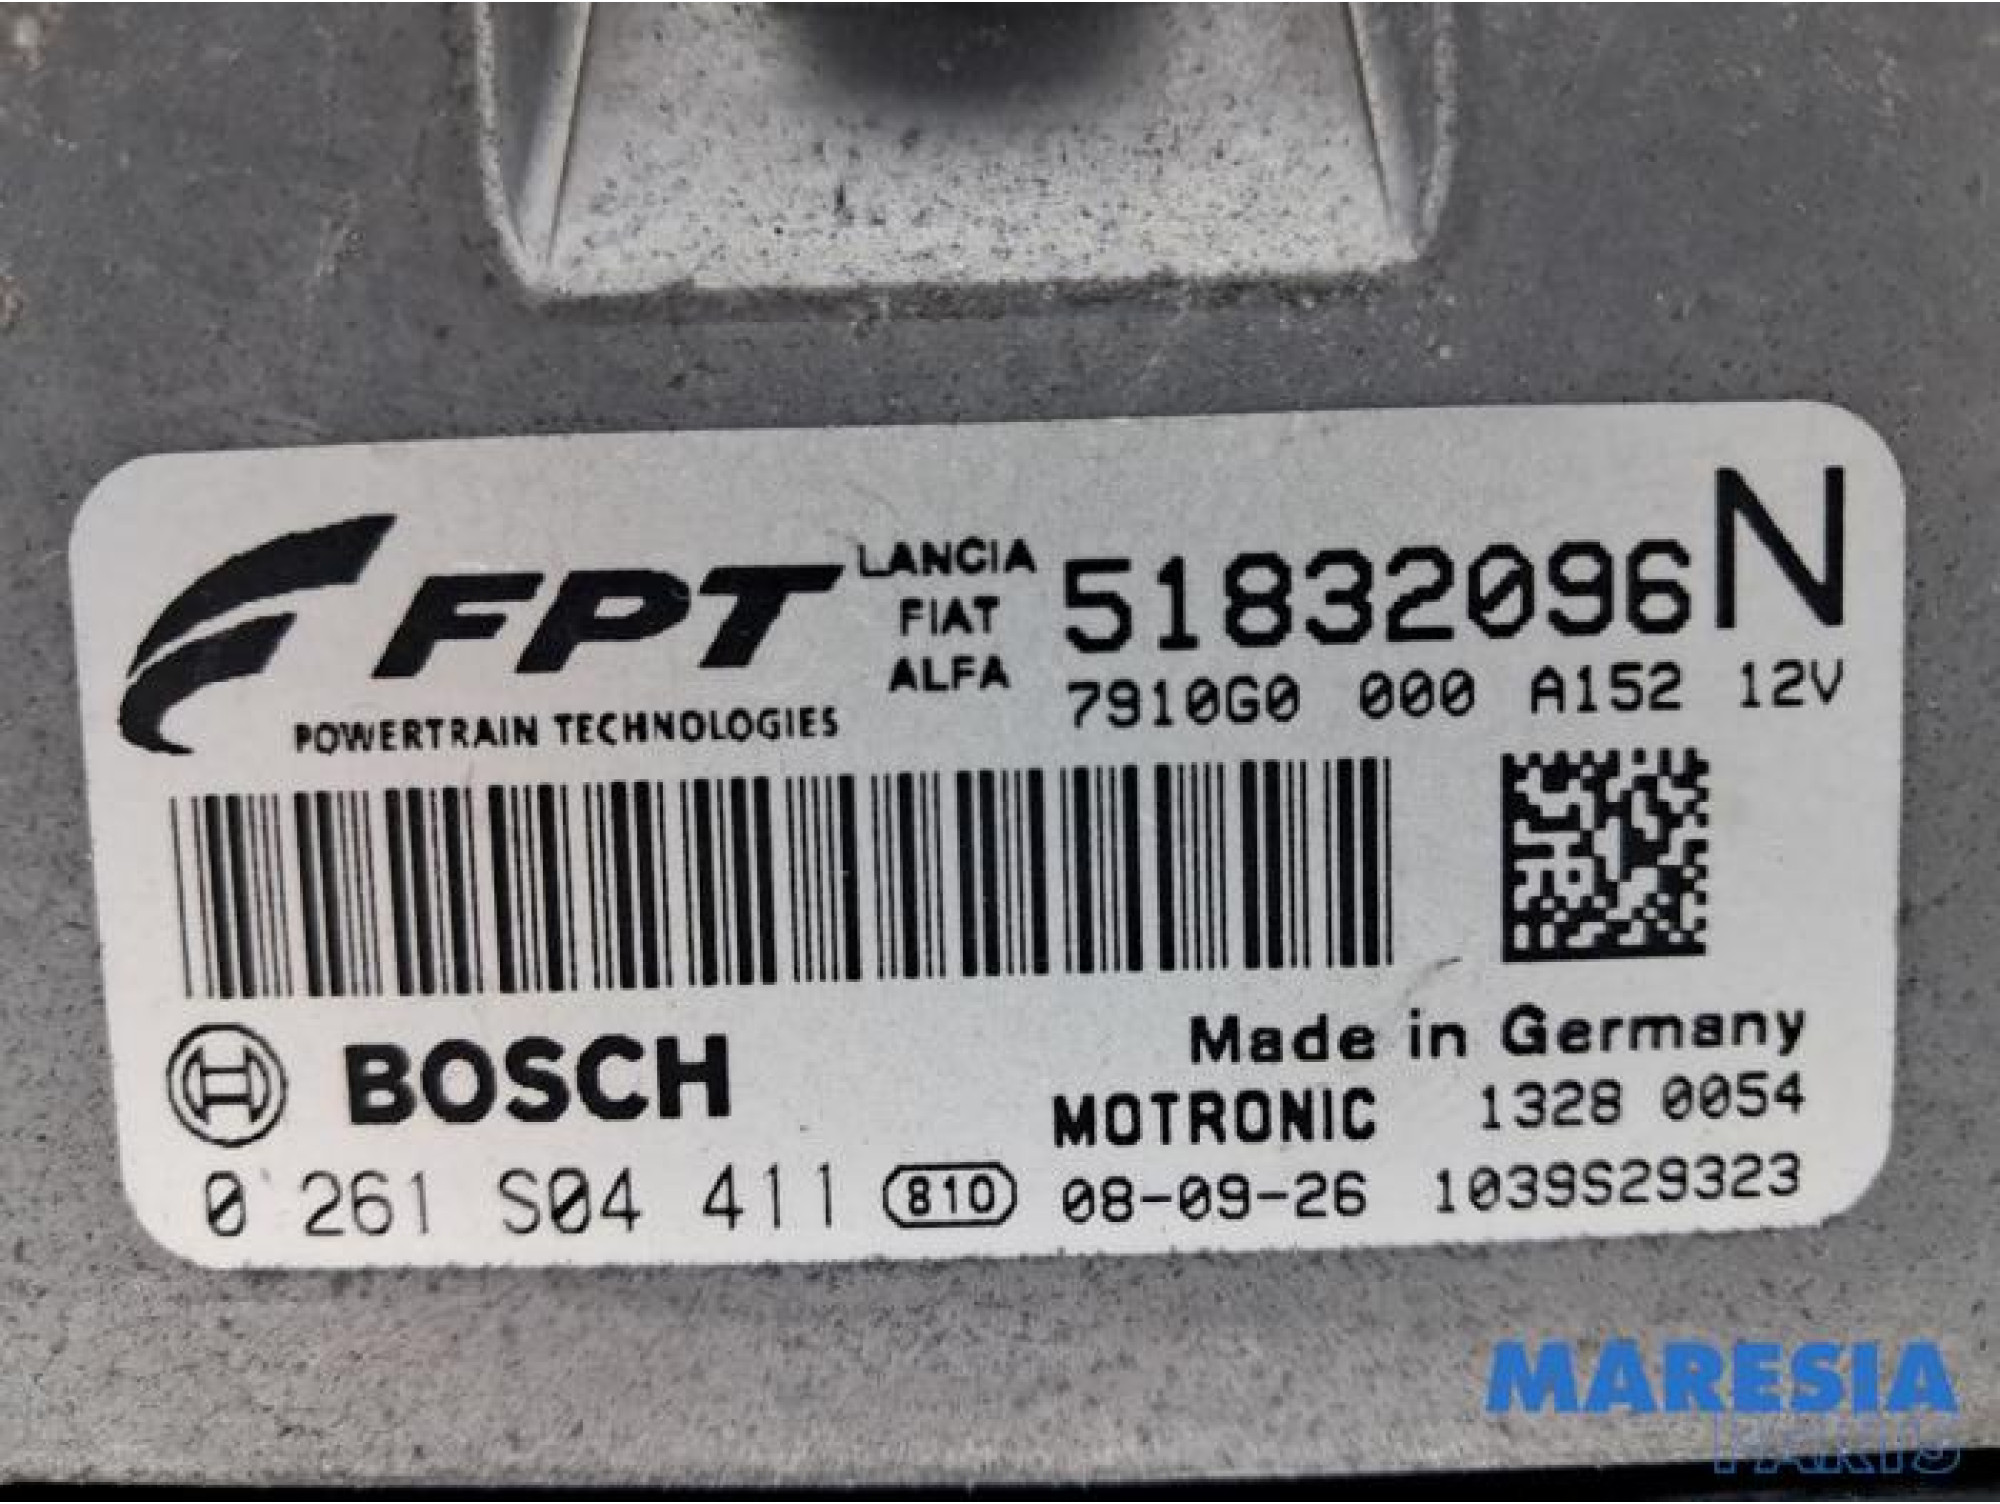 FPT
POWERTRAIN TECHNOLOGIES
LANCIA
FIAT
ALFA
51832096 N
7910G0 000 A152 12V
BOSCH
Made in Germany
MOTRONIC 1328 0054
0 261 S04 411 810 08-09-26 1039S29323
MARESIA
PARTS